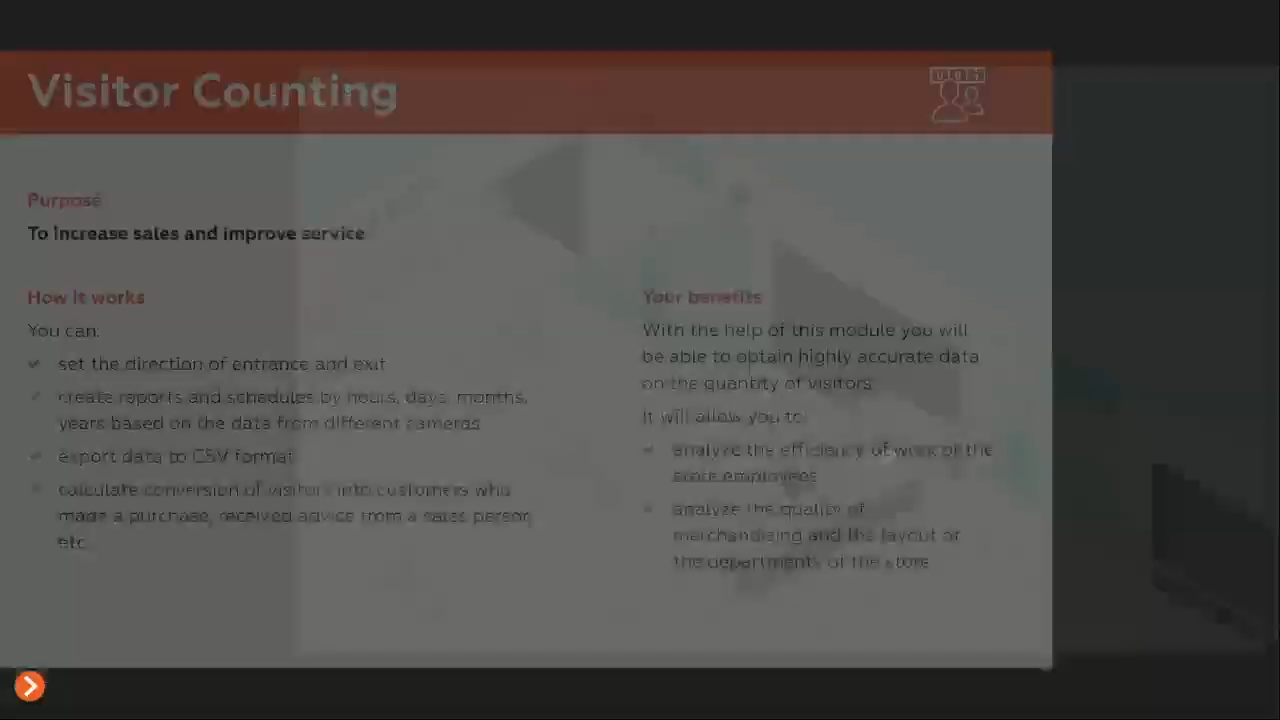 Visitor Counting
Purpose
To increase sales and improve service
How it works
You can:
set the direction of entrance and exit
create reports and schedules by hours, days, months,
years based on the data from different cameras
export data to CSV format
calculate conversion of visitors into customers who
made a purchase, received advice from a sales person,
etc.
Your benefits
With the help of this module you will
be able to obtain highly accurate data
on the quantity of visitors.
It will allow you to:
analyze the efficiency of work of the
store employees
analyze the quality of
merchandising and the layout of
the departments of the store